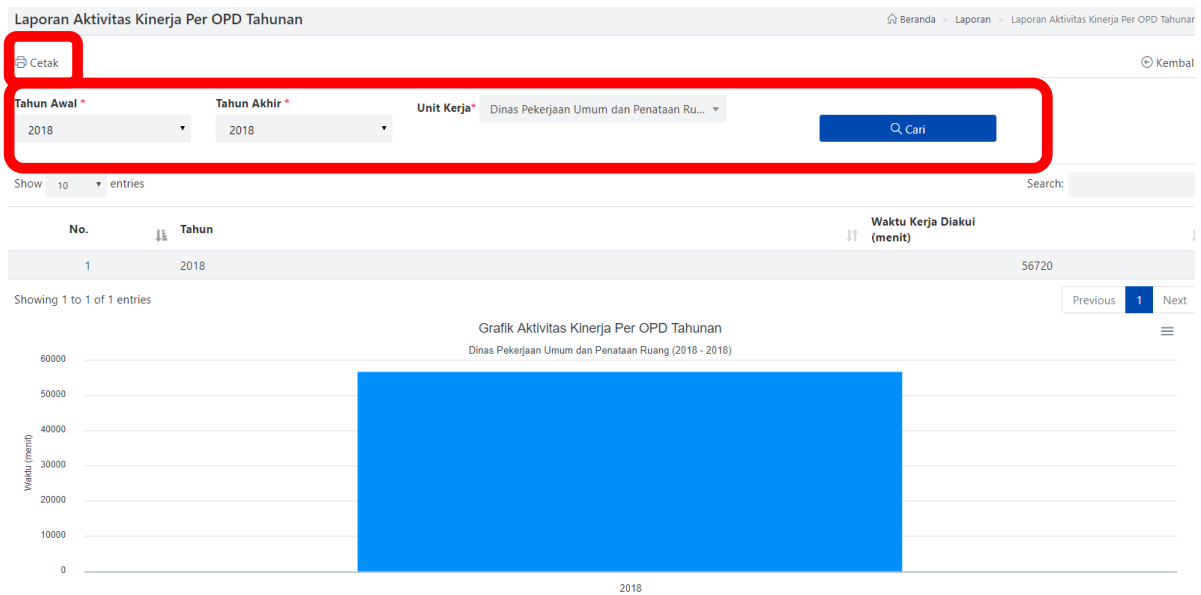 Laporan Aktivitas Kinerja Per OPD Tahunan
Beranda > Laporan > Laporan Aktivitas Kinerja Per OPD Tahunan
Cetak
Kembal
Tahun Awal * Tahun Akhir * Unit Kerja* Dinas Pekerjaan Umum dan Penataan Ru...
2018 2018 Cari
Show 10 entries Search:
No. Tahun Waktu Kerja Diakui
(menit)
1 2018 56720
Showing 1 to 1 of 1 entries Previous 1 Next
Grafik Aktivitas Kinerja Per OPD Tahunan
Dinas Pekerjaan Umum dan Penataan Ruang (2018 - 2018)
Waktu (menit)
60000
50000
40000
30000
20000
10000
0
2018